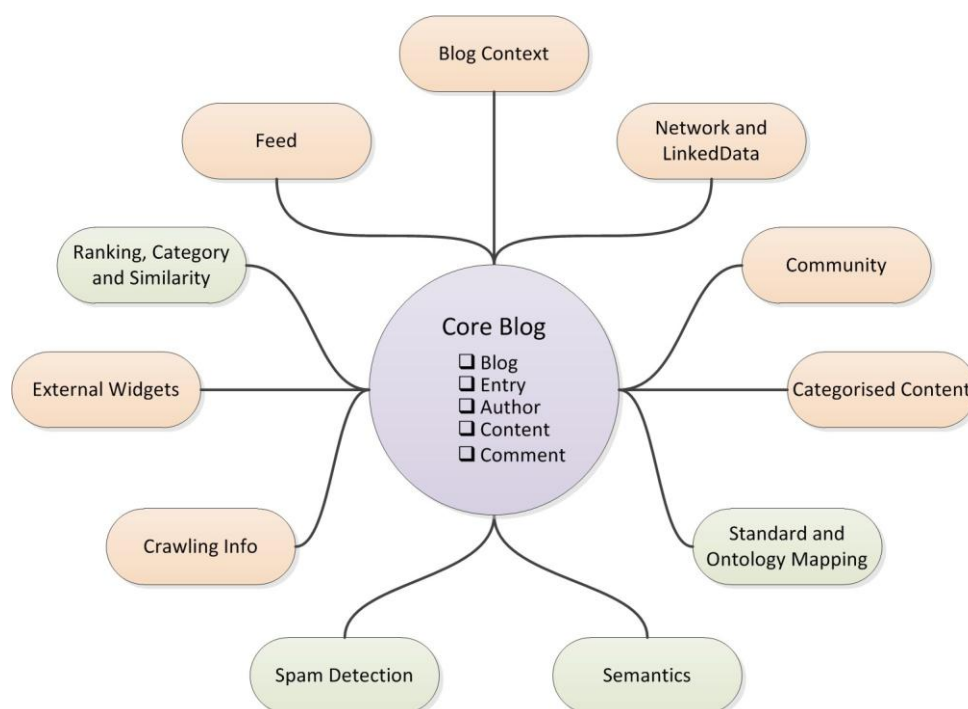 Blog Context
Feed
Network and
LinkedData
Ranking, Category
and Similarity
Community
Core Blog
❑ Blog
❑ Entry
❑ Author
❑ Content
❑ Comment
External Widgets
Categorised Content
Crawling Info
Standard and
Ontology Mapping
Spam Detection
Semantics